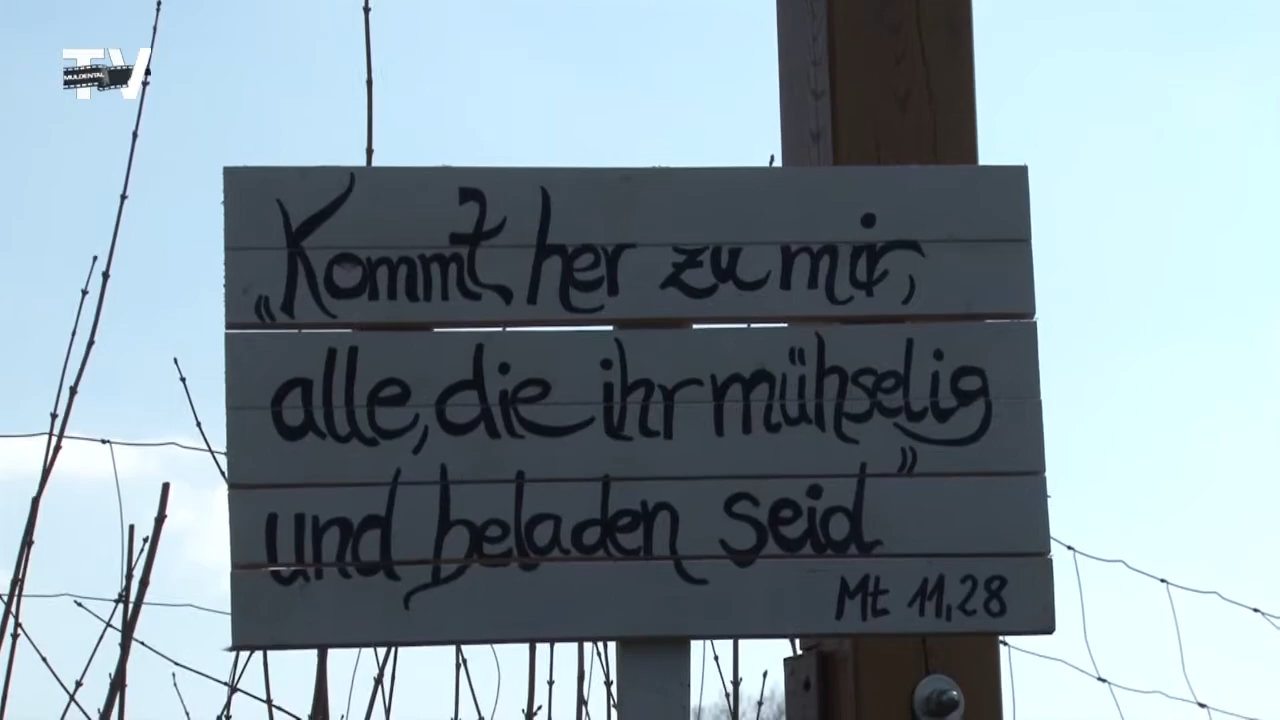 TV
MULDENTAL
„Kommt her zu mir,
alle, die ihr mühselig
und beladen seid”
Mt 11,28